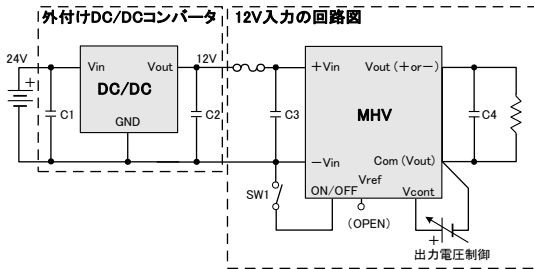 外付けDC/DCコンバータ
12V入力の回路図
24V
+
Vin
Vout
12V
DC/DC
GND
C1
C2
C3
+Vin
Vout (+or−)
MHV
C4
−Vin
Com (Vout)
SW1
ON/OFF
Vref
Vcont
(OPEN)
+
出力電圧制御